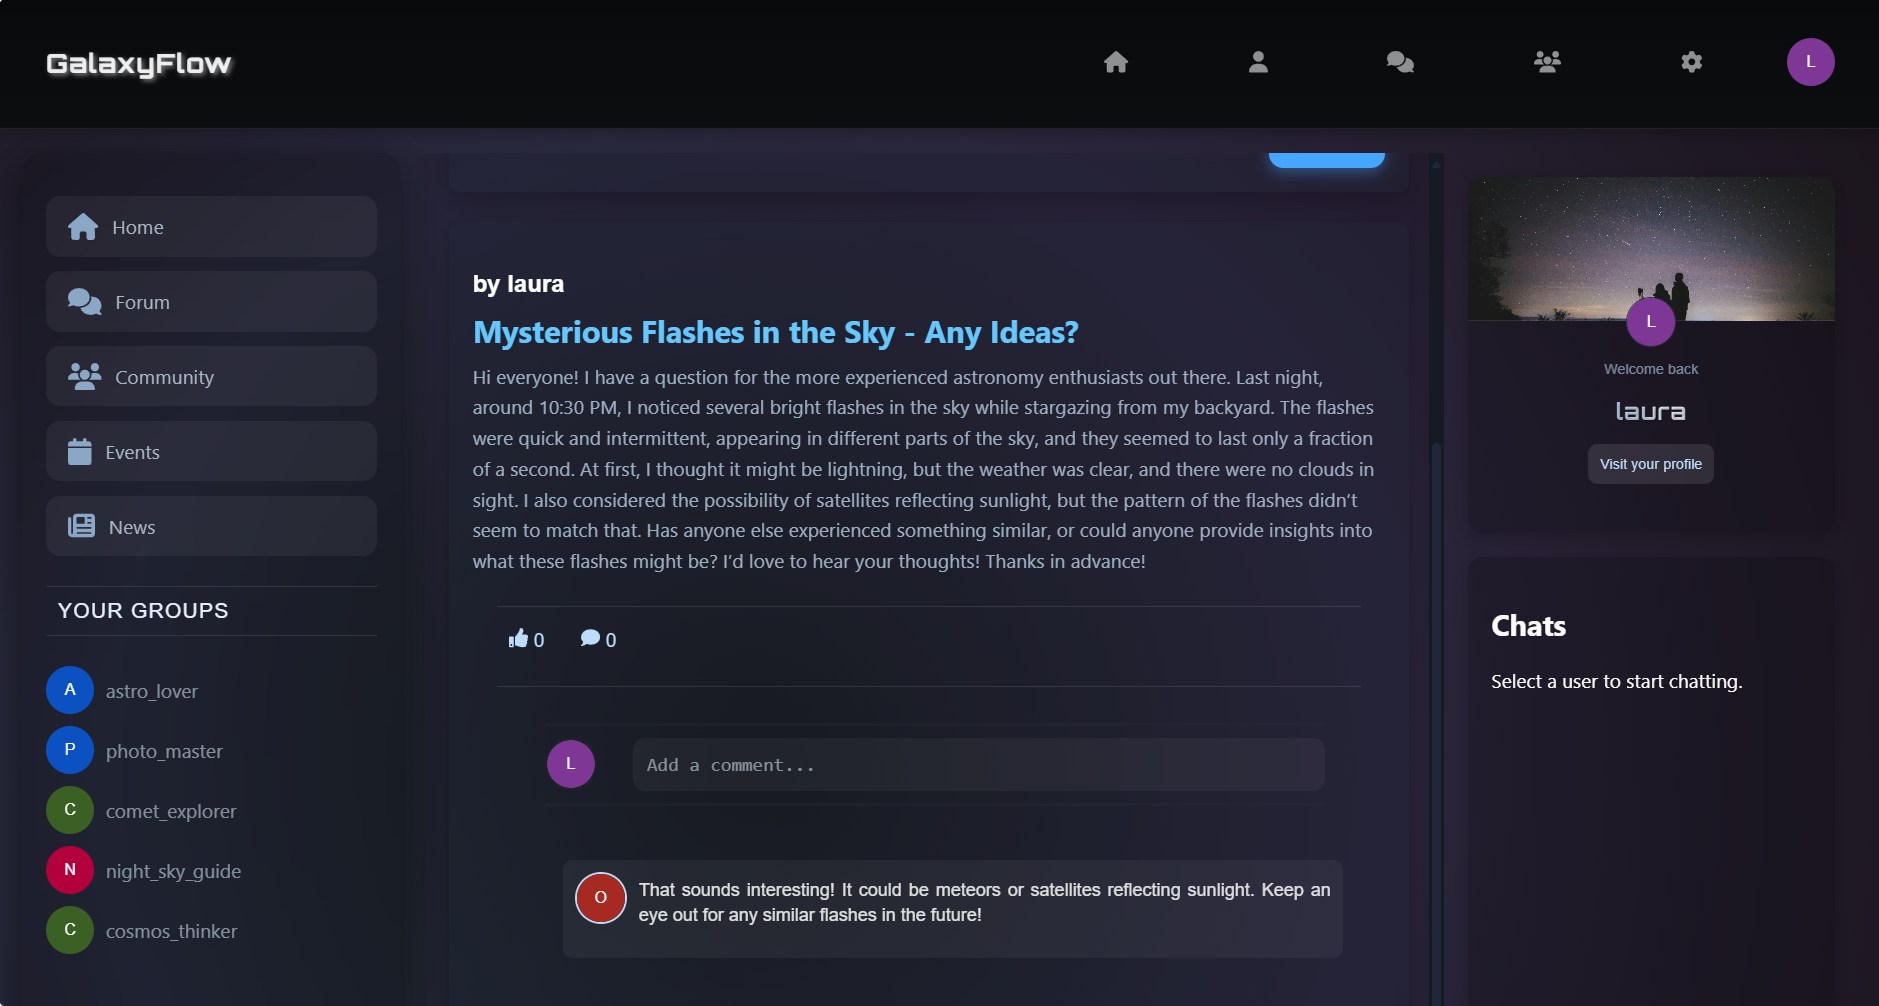 GalaxyFlow
L
Home
Forum
Community
Events
News
YOUR GROUPS
A
astro_lover
P
photo_master
C
comet_explorer
N
night_sky_guide
C
cosmos_thinker
by laura
Mysterious Flashes in the Sky - Any Ideas?
Hi everyone! I have a question for the more experienced astronomy enthusiasts out there. Last night,
around 10:30 PM, I noticed several bright flashes in the sky while stargazing from my backyard. The flashes
were quick and intermittent, appearing in different parts of the sky, and they seemed to last only a fraction
of a second. At first, I thought it might be lightning, but the weather was clear, and there were no clouds in
sight. I also considered the possibility of satellites reflecting sunlight, but the pattern of the flashes didn’t
seem to match that. Has anyone else experienced something similar, or could anyone provide insights into
what these flashes might be? I’d love to hear your thoughts! Thanks in advance!
0
0
L
Add a comment...
O
That sounds interesting! It could be meteors or satellites reflecting sunlight. Keep an
eye out for any similar flashes in the future!
L
Welcome back
laura
Visit your profile
Chats
Select a user to start chatting.